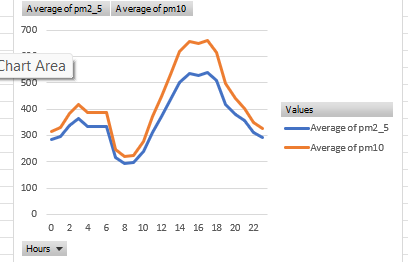 Average of pm2_5 Average of pm10
700
600
Chart Area
500
400
300
200
100
0
0 2 4 6 8 10 12 14 16 18 20 22
Values
Average of pm2_5
Average of pm10
Hours